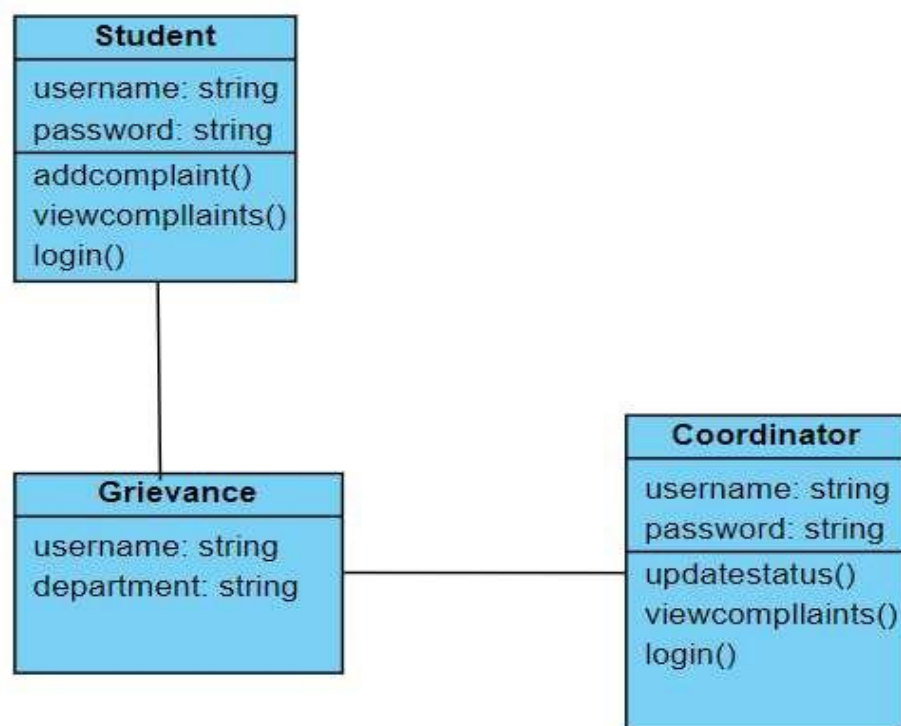 Student
username: string
password: string
addcomplaint()
viewcompllaints()
login()
Grievance
username: string
department: string
Coordinator
username: string
password: string
updatestatus()
viewcompllaints()
login()